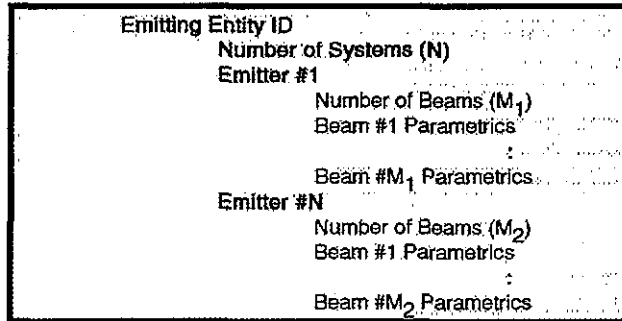 Emitting Entity ID
Number of Systems (N)
Emitter #1
Number of Beams (M₁)
Beam #1 Parametrics
:
Beam #M₁ Parametrics
Emitter #N
Number of Beams (M₂)
Beam #1 Parametrics
:
Beam #M₂ Parametrics